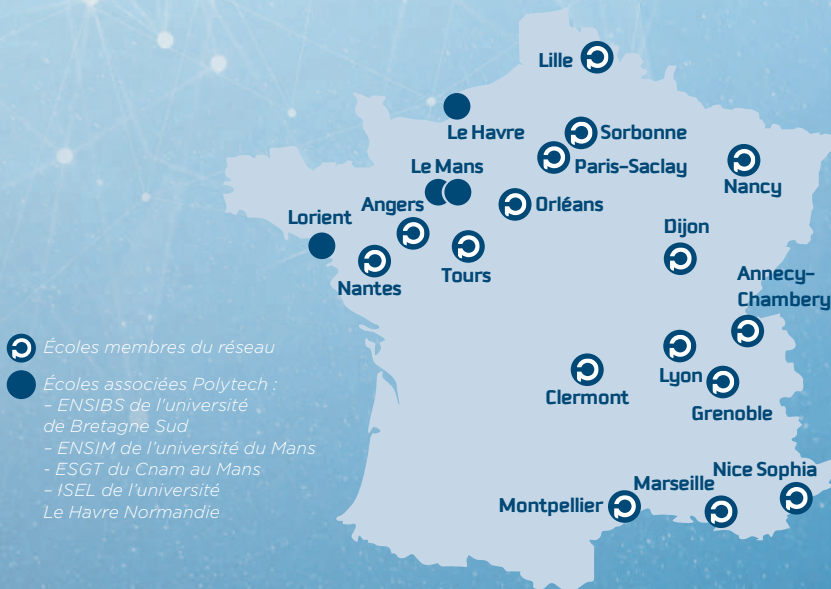 Lille
Le Havre
Sorbonne
Paris-Saclay
Le Mans
Nancy
Angers
Orléans
Lorient
Dijon
Tours
Nantes
Annecy-
Chambery
Écoles membres du réseau
Écoles associées Polytech :
– ENSIBS de l'université
de Bretagne Sud
– ENSIM de l'université du Mans
- ESGT du Cnam au Mans
– ISEL de l'université
Le Havre Normandie
Lyon
Clermont
Grenoble
Nice Sophia
Marseille
Montpellier